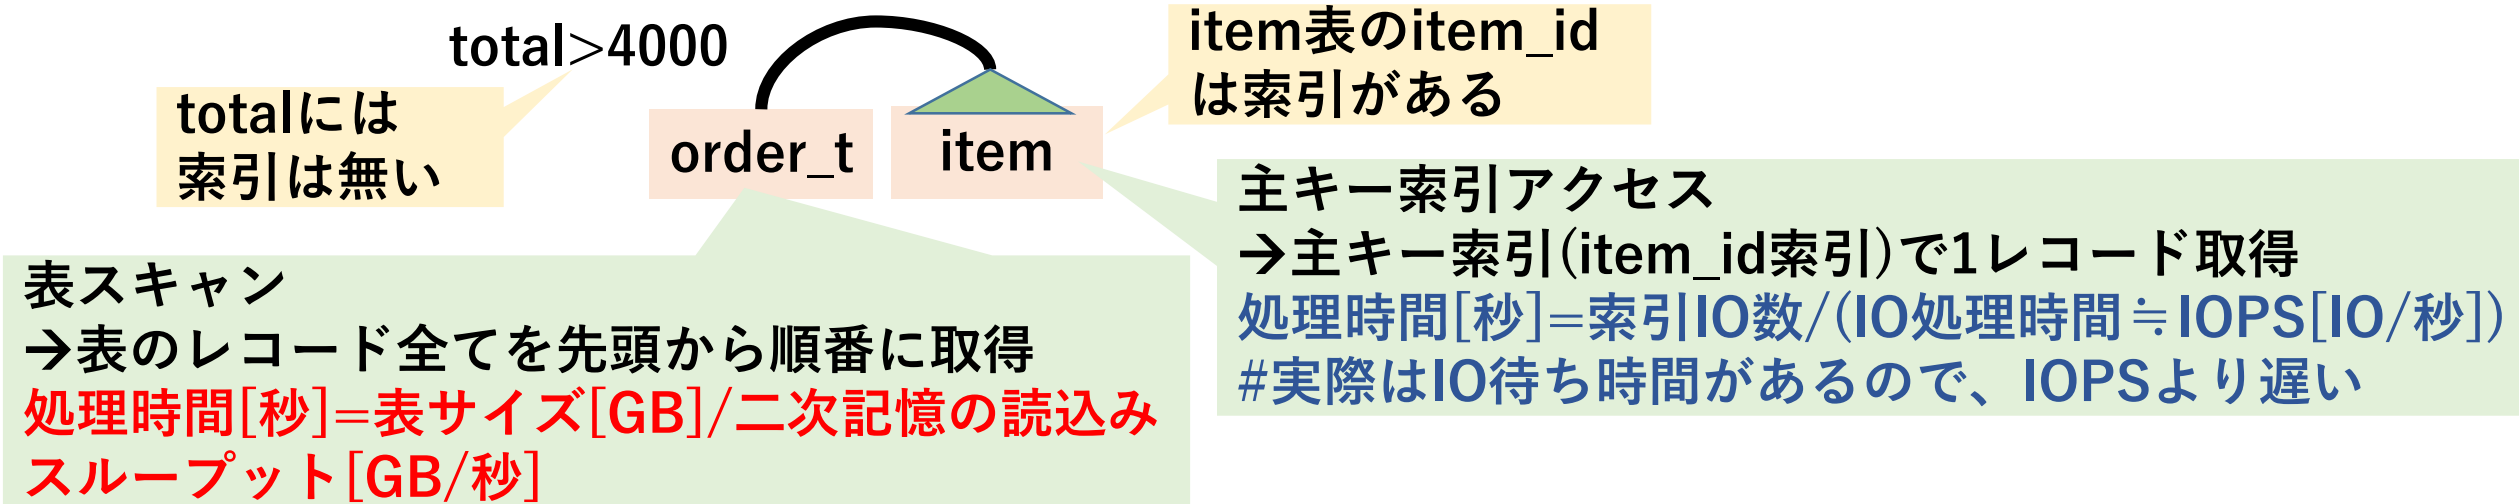 total>4000
totalには
索引は無い
order_t
item
item表のitem_id
は索引がある
主キー索引アクセス
→主キー索引(item_id索引)で1レコード取得
処理時間[秒]=索引IO数/(IO処理時間≒IOPS[IO/秒])
#実際はIO待ち時間があるので、 IOPSより遅い
表スキャン
→表のレコード全てを先頭から順番に取得
処理時間[秒]=表サイズ[GB]/二次記憶の読込み
スループット[GB/秒]